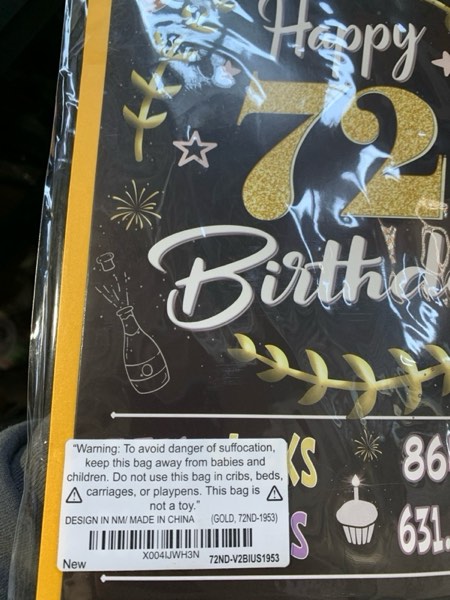 Happy
72
Birthd
KS
86
"Warning: To avoid danger of suffocation,
keep this bag away from babies and
children. Do not use this bag in cribs, beds,
carriages, or playpens. This bag is
not a toy."
DESIGN IN NM/ MADE IN CHINA (GOLD, 72ND-1953)
X004IJWH3N
New 72ND-V2BIUS1953
S
631.